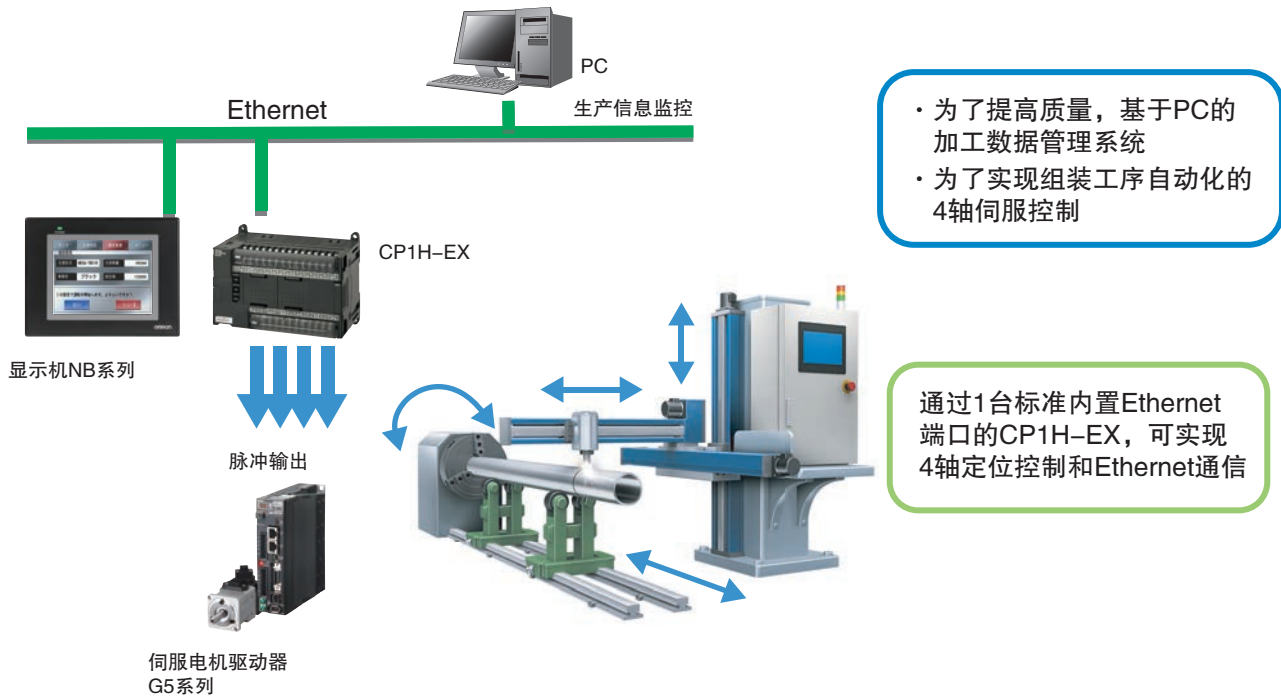 PC
Ethernet
生产信息监控
CP1H–EX
omron
显示机NB系列
脉冲输出
伺服电机驱动器
G5系列
·为了提高质量，基于PC的
加工数据管理系统
·为了实现组装工序自动化的
4轴伺服控制
通过1台标准内置Ethernet
端口的CP1H–EX，可实现
4轴定位控制和Ethernet通信